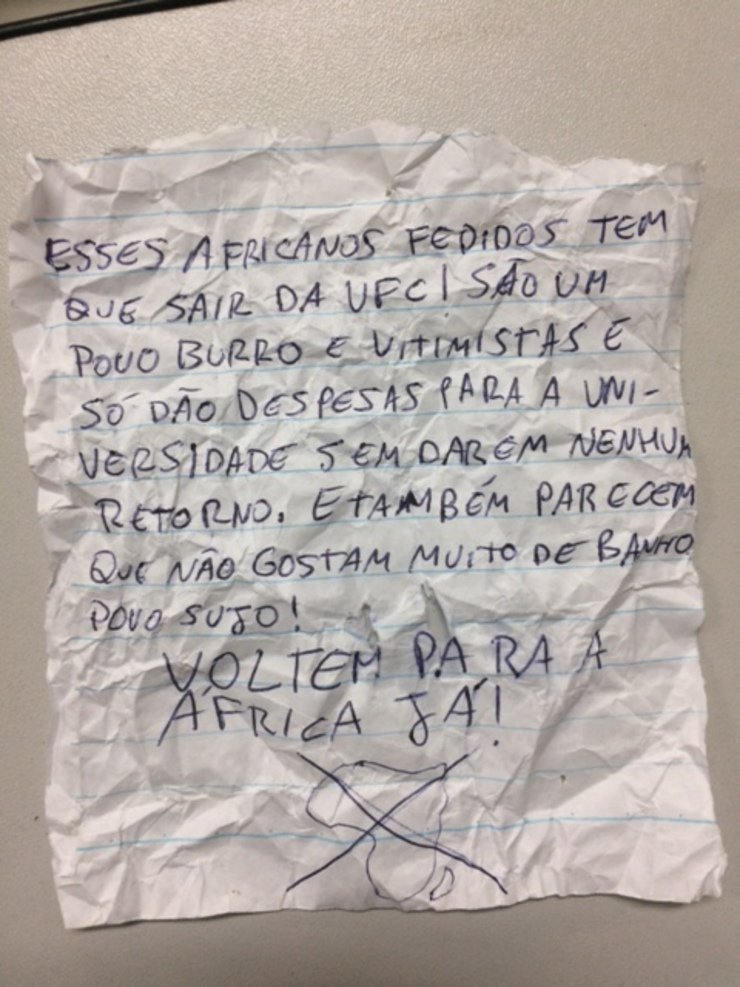 ESSES AFRICANOS FEDIDOS TEM
QUE SAIR DA UFC! SÃO UM
POVO BURRO E VITIMISTAS E
SÓ DÃO DESPESAS PARA A UNI-
VERSIDADE SEM DAREM NENHUM
RETORNO. E TAMBÉM PARECEM
QUE NÃO GOSTAM MUITO DE BANHO
POVO SUJO!
VOLTEM PARA A
ÁFRICA JÁ!